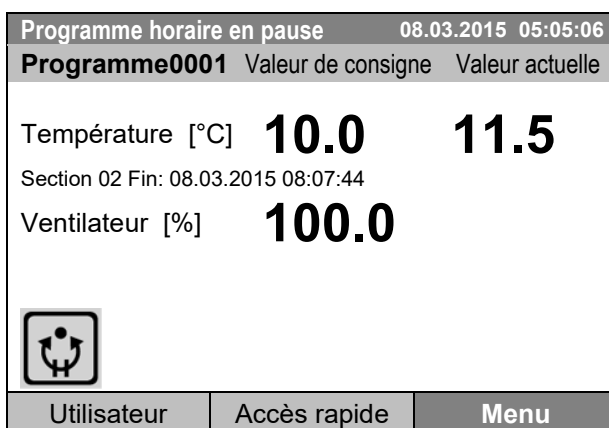 Programme horaire en pause 08.03.2015 05:05:06
Programme0001 Valeur de consigne Valeur actuelle
Température [°C] 10.0 11.5
Section 02 Fin: 08.03.2015 08:07:44
Ventilateur [%] 100.0
Utilisateur Accès rapide Menu